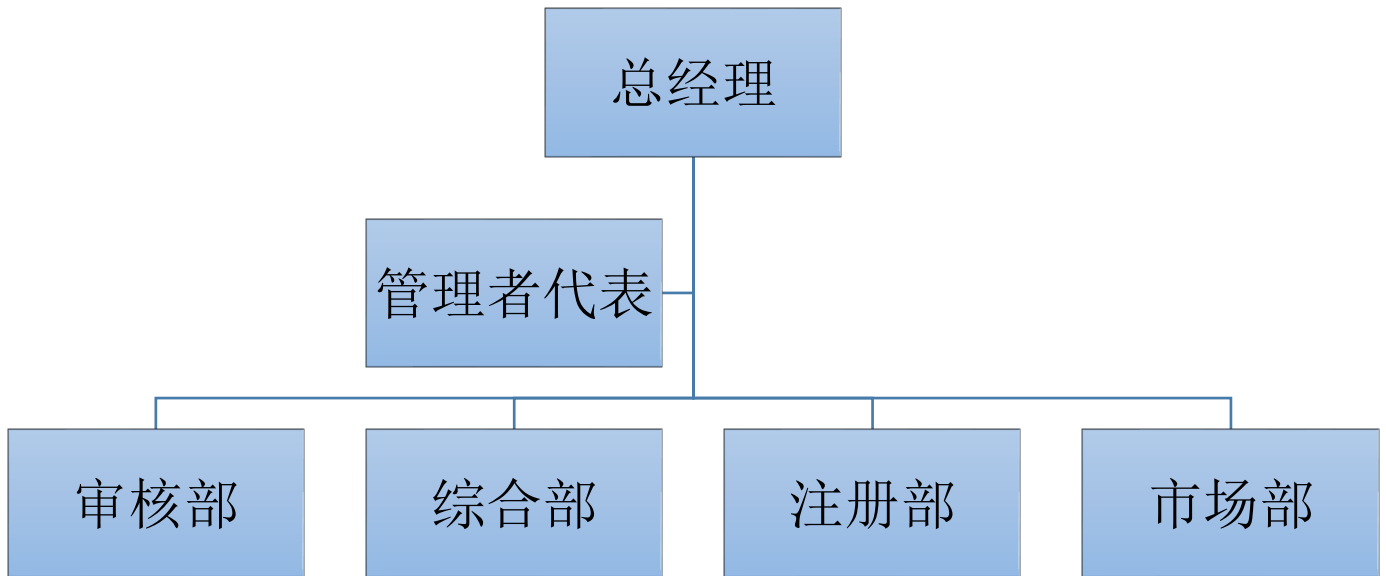 总经理
管理者代表
审核部
综合部
注册部
市场部